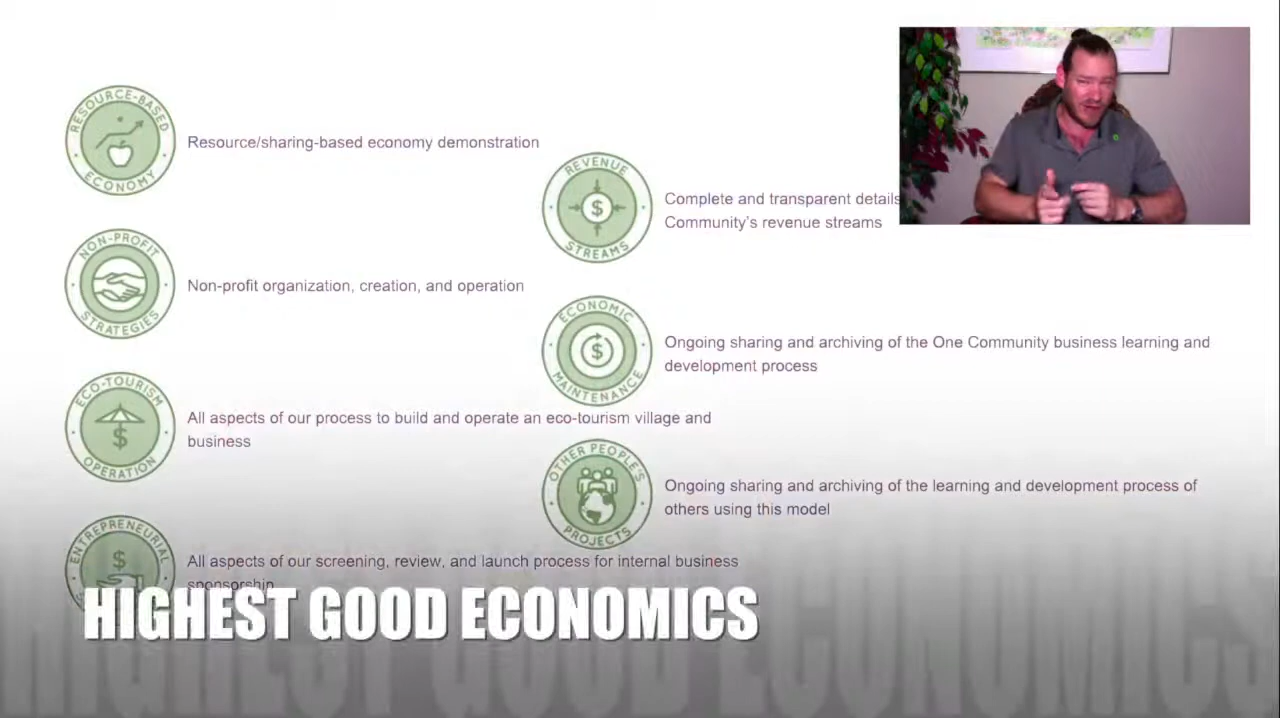 RESOURCE-BASED
ECONOMY
Resource/sharing-based economy demonstration
REVENUE
$
STREAMS
Complete and transparent details
Community's revenue streams
NON-PROFIT
STRATEGIES
Non-profit organization, creation, and operation
ECONOMIC
$
MAINTENANCE
Ongoing sharing and archiving of the One Community business learning and
development process
ECO-TOURISM
$
OPERATION
All aspects of our process to build and operate an eco-tourism village and
business
OTHER PEOPLE'S
PROJECTS
Ongoing sharing and archiving of the learning and development process of
others using this model
ENTREPRENEURIAL
$
All aspects of our screening, review, and launch process for internal business
sponsorship
HIGHEST GOOD ECONOMICS
HIGHEST GOOD ECONOMICS